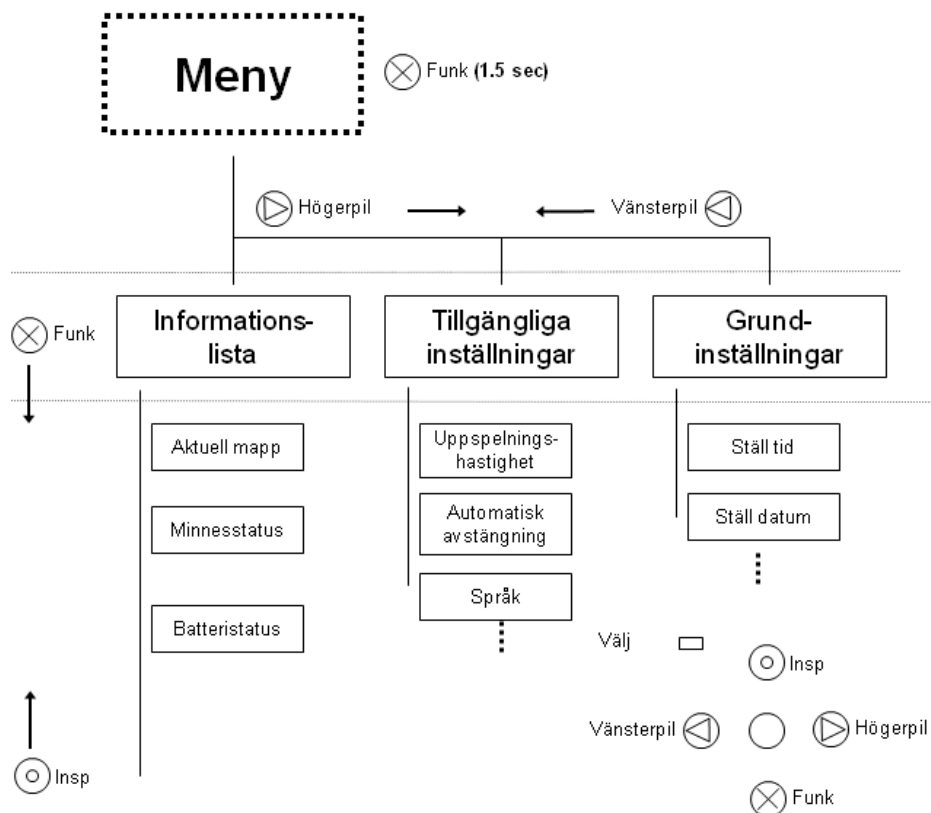 Meny
Funk (1.5 sec)
Högerpil
Vänsterpil
Funk
Informations-
lista
Tillgängliga
inställningar
Grund-
inställningar
Aktuell mapp
Minnesstatus
Batteristatus
Uppspelnings-
hastighet
Automatisk
avstängning
Språk
Ställ tid
Ställ datum
Insp
Välj
Insp
Vänsterpil
Högerpil
Funk